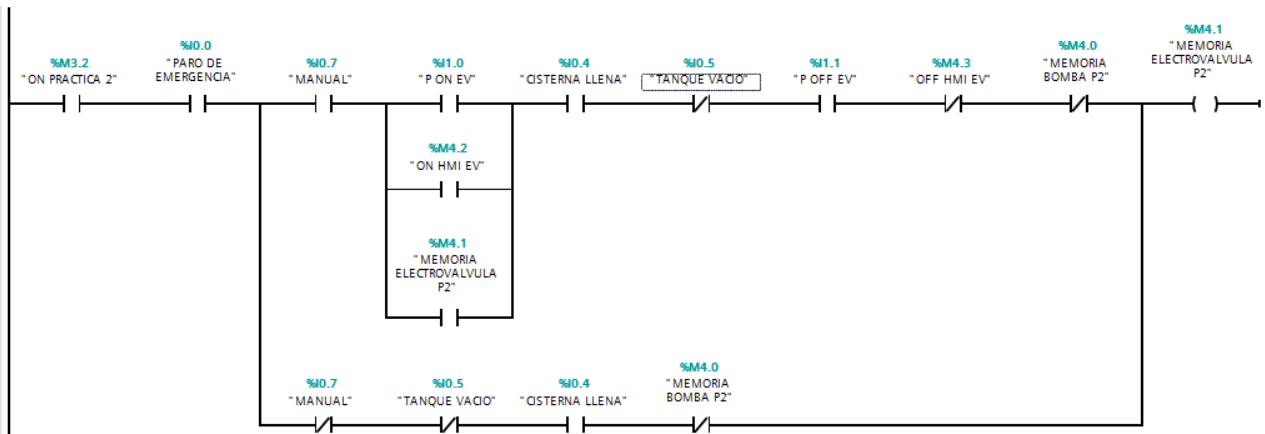 %M3.2
"ON PRACTICA 2"
%I0.0
"PARO DE
EMERGENCIA"
%I0.7
"MANUAL"
%I1.0
"P ON EV"
%I0.4
"CISTERNA LLENA"
%I0.5
"TANQUE VACIO"
%I1.1
"P OFF EV"
%M4.3
"OFF HMI EV"
%M4.0
"MEMORIA
BOMBA P2"
%M4.1
"MEMORIA
ELECTROVALVULA
P2"
%M4.2
"ON HMI EV"
%M4.1
"MEMORIA
ELECTROVALVULA
P2"
%I0.7
"MANUAL"
%I0.5
"TANQUE VACIO"
%I0.4
"CISTERNA LLENA"
%M4.0
"MEMORIA
BOMBA P2"